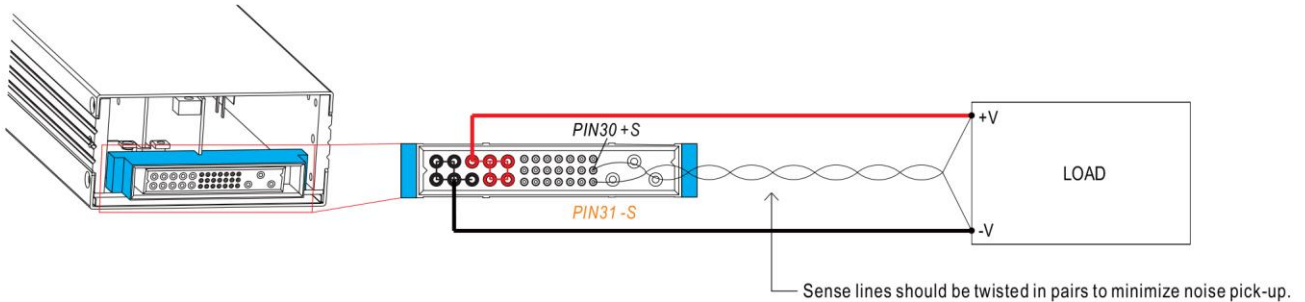 PIN30 +S
+V
LOAD
PIN31 -S
-V
Sense lines should be twisted in pairs to minimize noise pick-up.